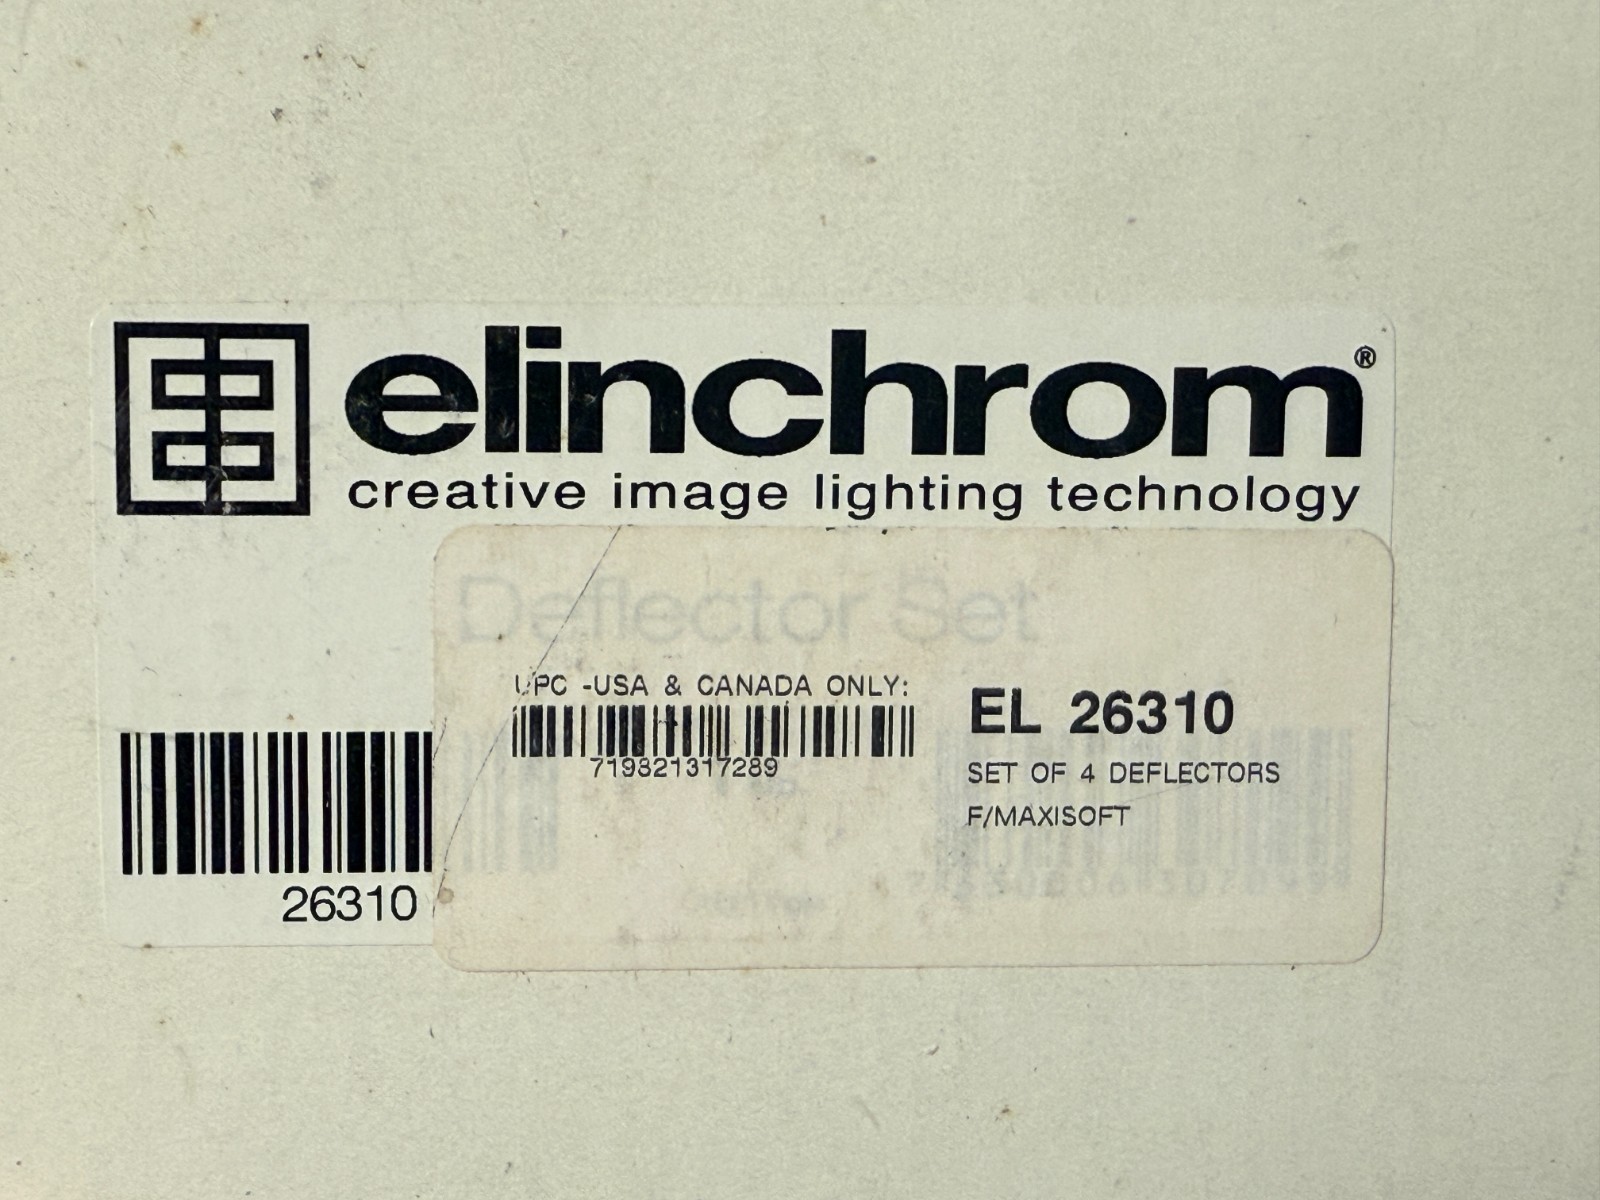 elinchrom®
creative image lighting technology
Deflector Set
UPC -USA & CANADA ONLY:
719821317289
EL 26310
SET OF 4 DEFLECTORS
F/MAXISOFT
26310